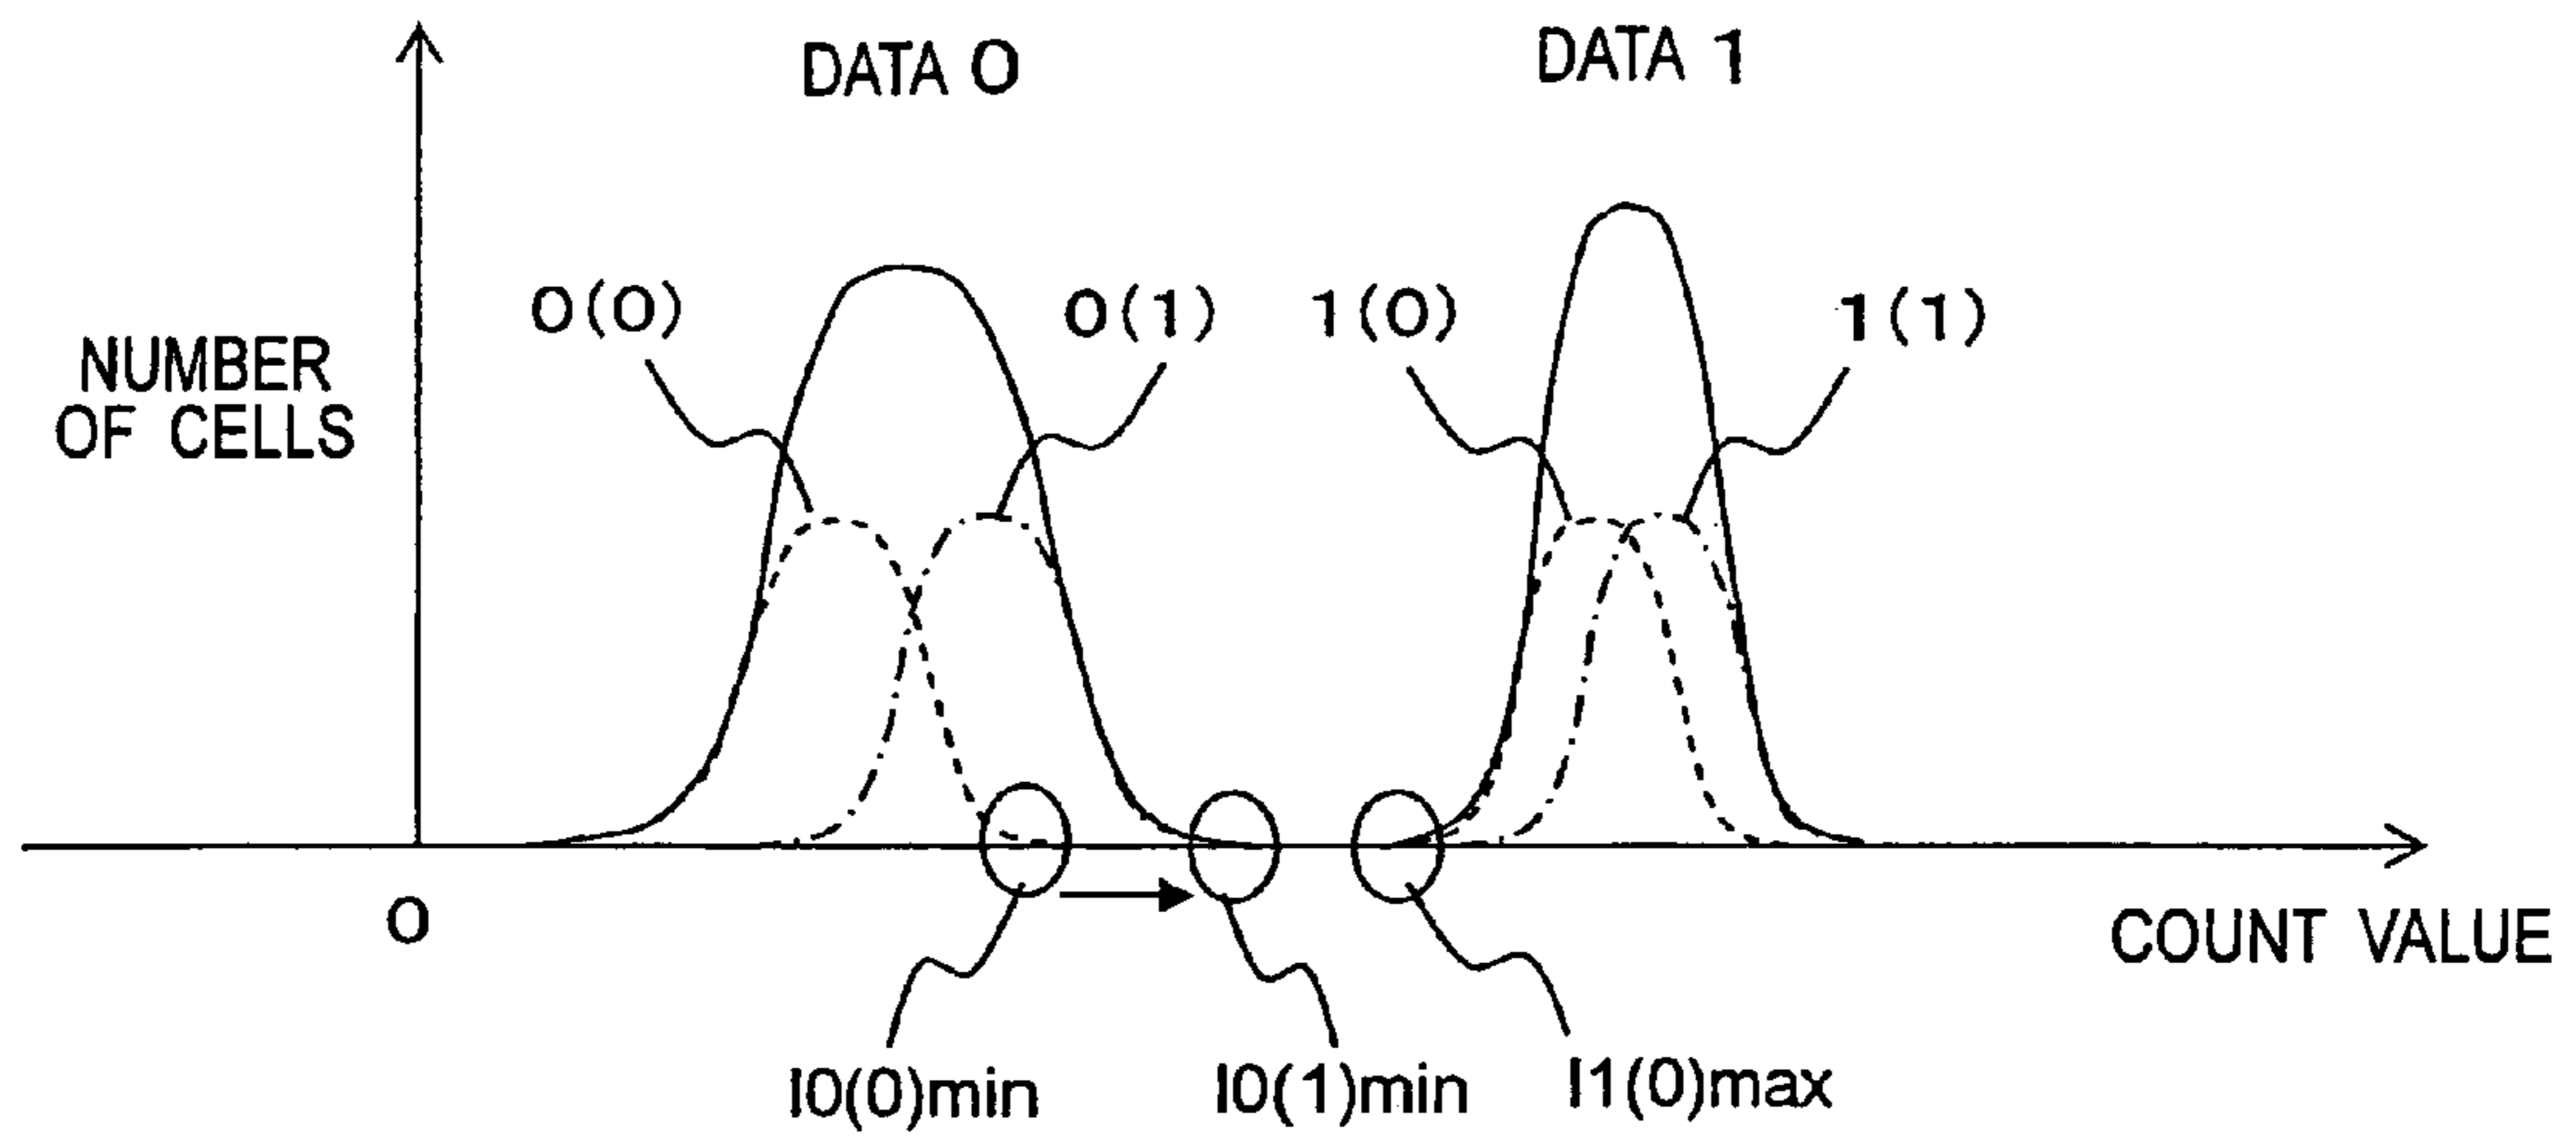 DATA 0
DATA 1
0(0)
0(1)
1(0)
1(1)
NUMBER
OF CELLS
0
COUNT VALUE
I0(0)min
I0(1)min
I1(0)max